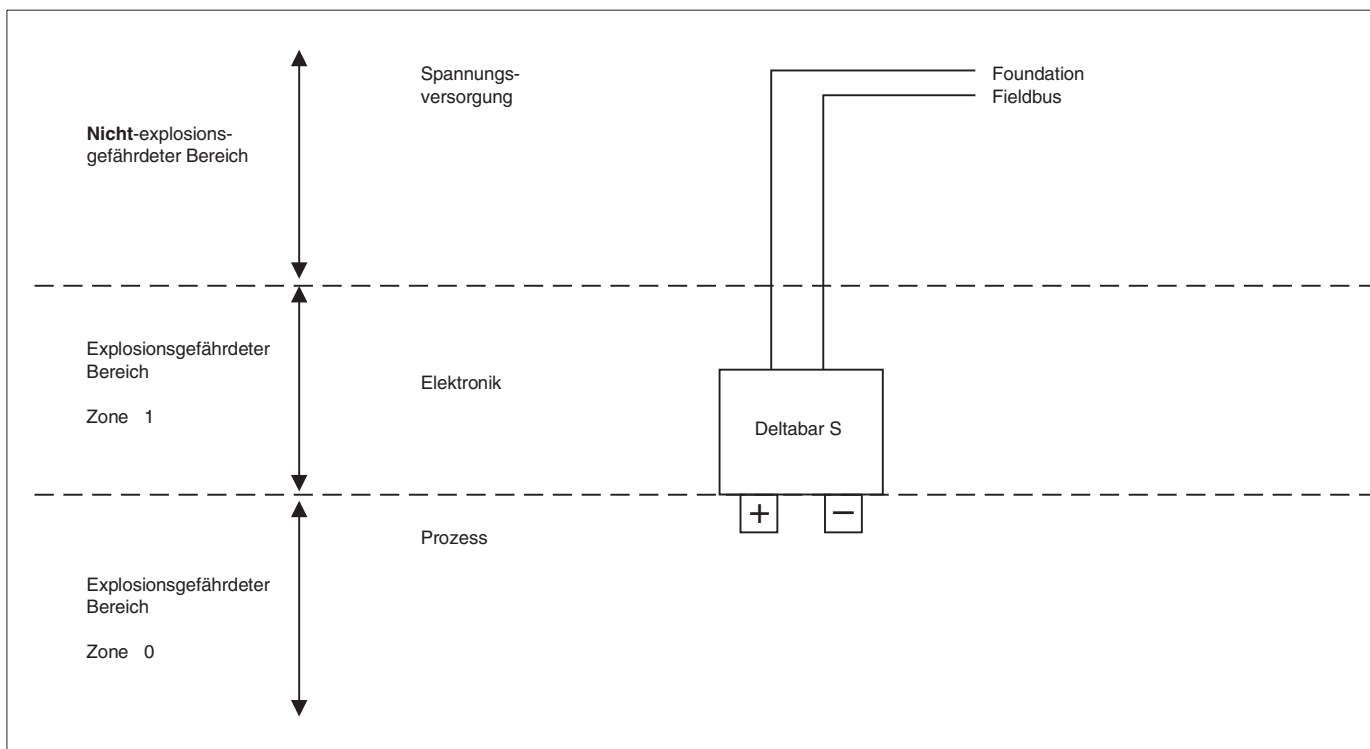 Spannungs-
versorgung
Foundation
Fieldbus
Nicht-explosions-
gefährdeter Bereich
Explosionsgefährdeter
Bereich
Zone 1
Elektronik
Deltabar S
+ −
Prozess
Explosionsgefährdeter
Bereich
Zone 0